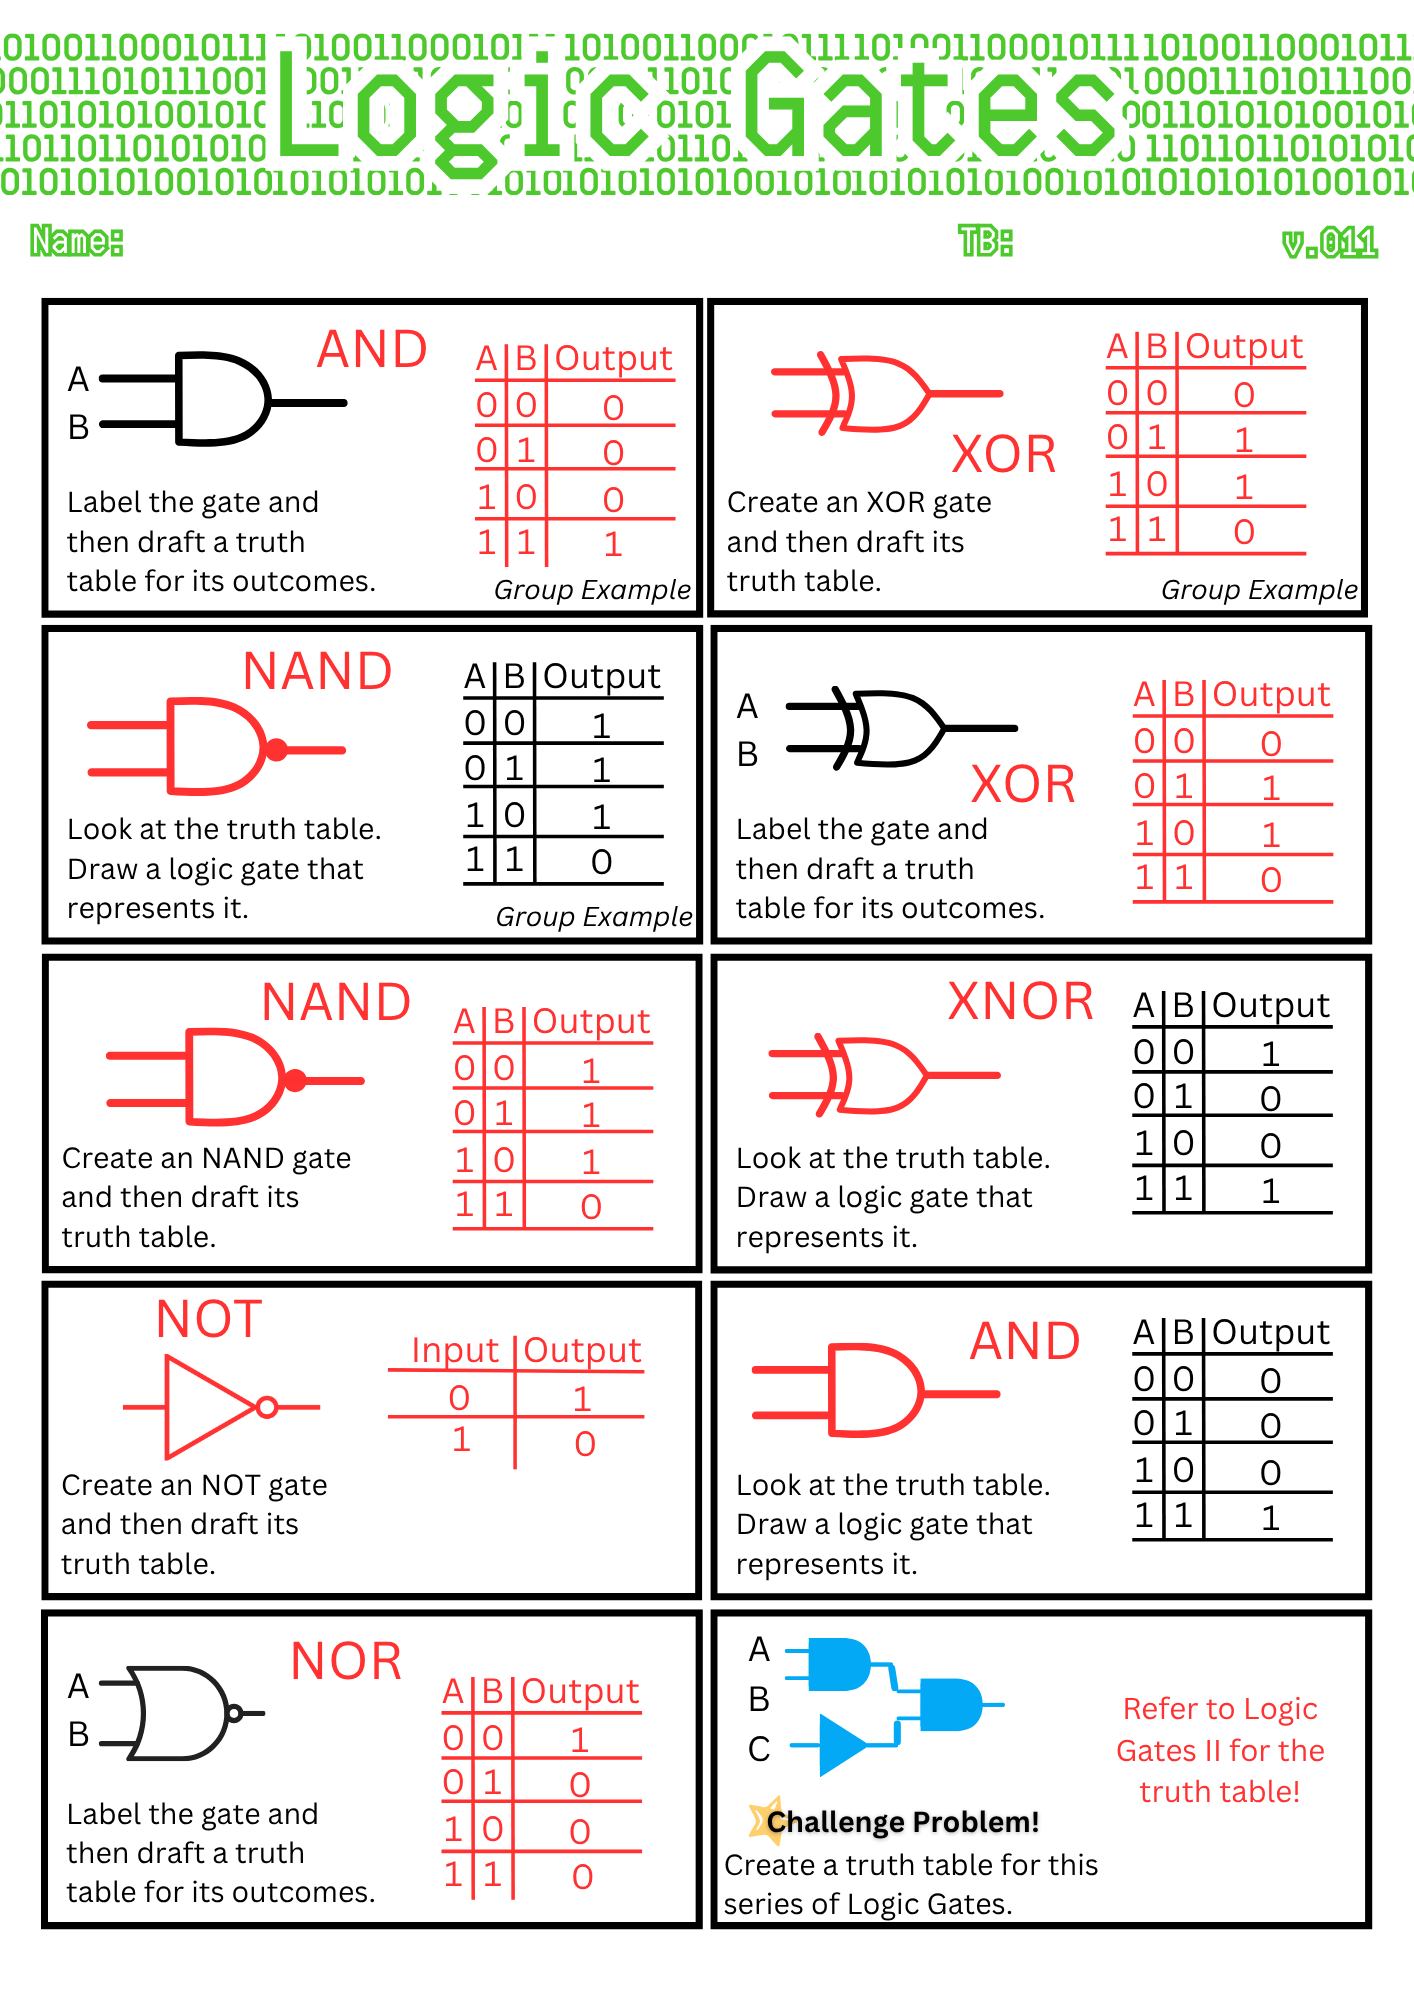 Logic Gates
Name:
TB:
v.011
AND
A
B
Label the gate and
then draft a truth
table for its outcomes.
A B Output
0 0 0
0 1 0
1 0 0
1 1 1
Group Example
XOR
Create an XOR gate
and then draft its
truth table.
A B Output
0 0 0
0 1 1
1 0 1
1 1 0
Group Example
NAND
Look at the truth table.
Draw a logic gate that
represents it.
A B Output
0 0 1
0 1 1
1 0 1
1 1 0
Group Example
A
B
XOR
Label the gate and
then draft a truth
table for its outcomes.
A B Output
0 0 0
0 1 1
1 0 1
1 1 0
NAND
Create an NAND gate
and then draft its
truth table.
A B Output
0 0 1
0 1 1
1 0 1
1 1 0
XNOR
Look at the truth table.
Draw a logic gate that
represents it.
A B Output
0 0 1
0 1 0
1 0 0
1 1 1
NOT
Create an NOT gate
and then draft its
truth table.
Input Output
0 1
1 0
AND
Look at the truth table.
Draw a logic gate that
represents it.
A B Output
0 0 0
0 1 0
1 0 0
1 1 1
NOR
A
B
Label the gate and
then draft a truth
table for its outcomes.
A B Output
0 0 1
0 1 0
1 0 0
1 1 0
A
B
C
Refer to Logic
Gates II for the
truth table!
Challenge Problem!
Create a truth table for this
series of Logic Gates.